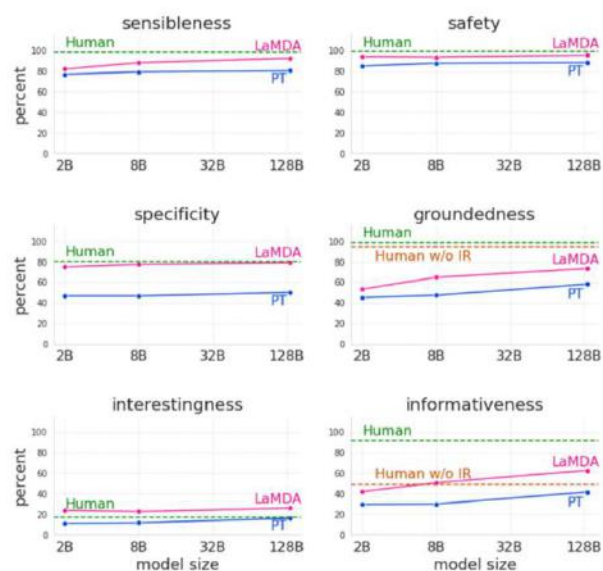 sensibleness
percent
100
80
60
40
20
0
Human
LaMDA
PT
2B 8B 32B 128B
safety
100
80
60
40
20
0
Human
LaMDA
PT
2B 8B 32B 128B
specificity
percent
100
80
60
40
20
0
Human
LaMDA
PT
2B 8B 32B 128B
groundedness
100
80
60
40
20
0
Human
Human w/o IR
LaMDA
PT
2B 8B 32B 128B
interestingness
percent
100
80
60
40
20
0
Human
LaMDA
PT
2B 8B 32B 128B
model size
informativeness
100
80
60
40
20
0
Human
Human w/o IR
LaMDA
PT
2B 8B 32B 128B
model size